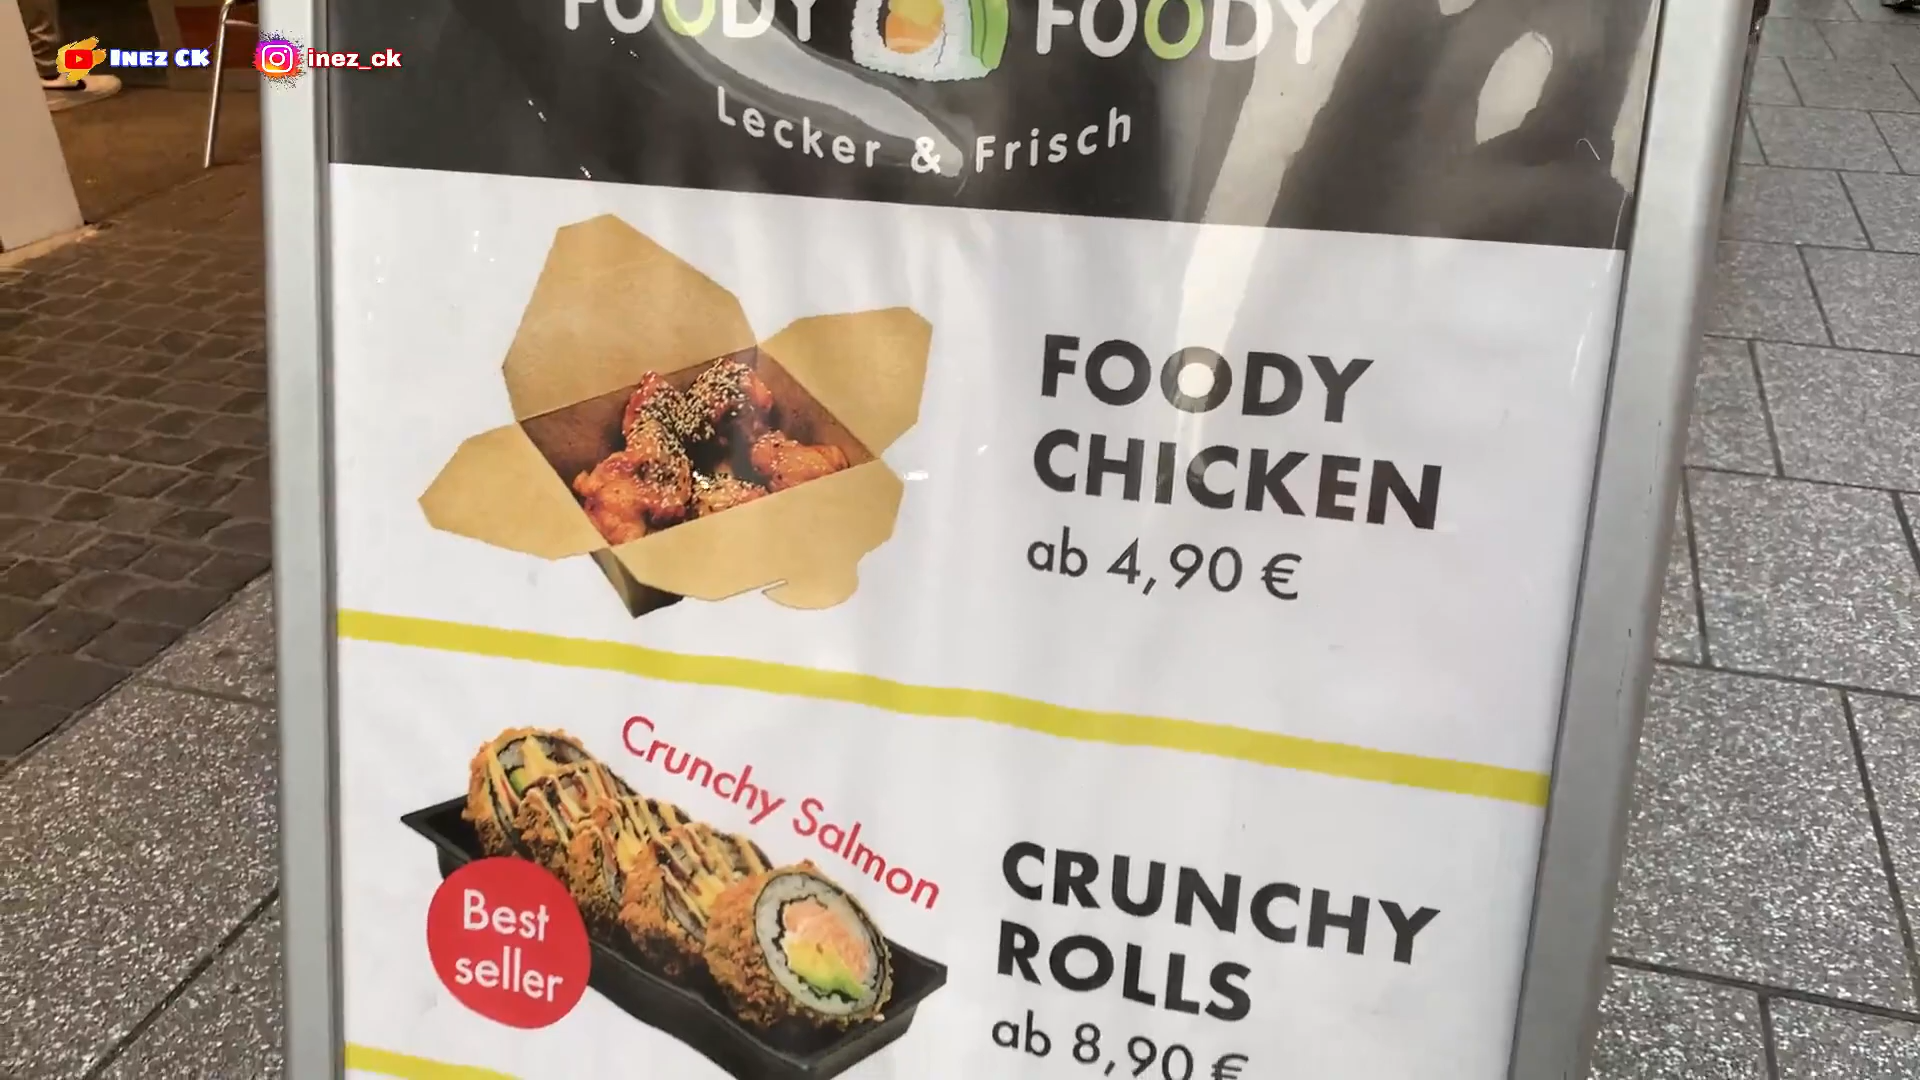 INEZ CK
inez_ck
FOODY FOODY
Lecker & Frisch
FOODY
CHICKEN
ab 4,90 €
Crunchy Salmon
Best
seller
CRUNCHY
ROLLS
ab 8,90 €